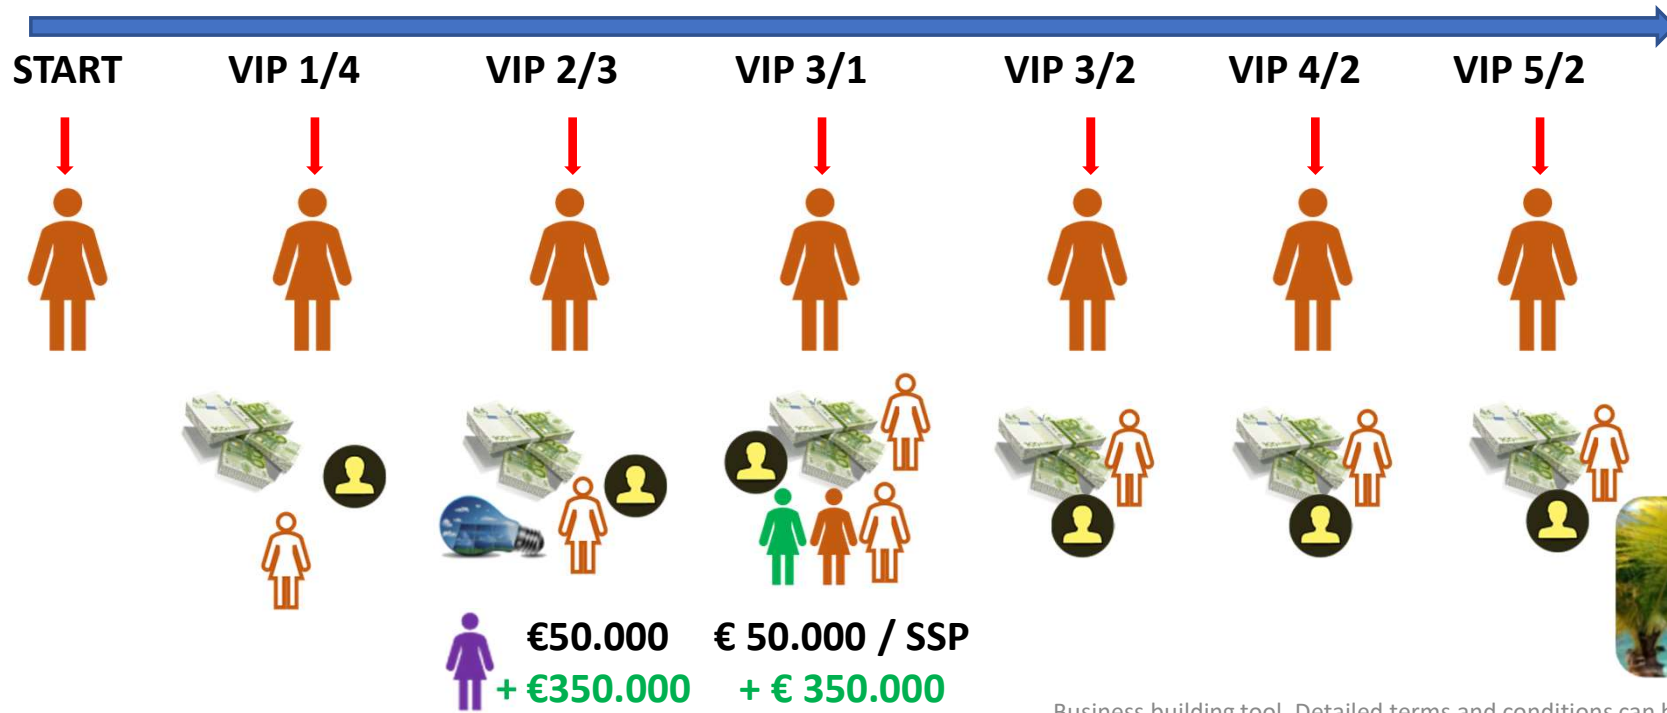 START VIP 1/4 VIP 2/3 VIP 3/1 VIP 3/2 VIP 4/2 VIP 5/2
€50.000 € 50.000 / SSP
+ €350.000 + € 350.000
Business building tool. Detailed terms and conditions can